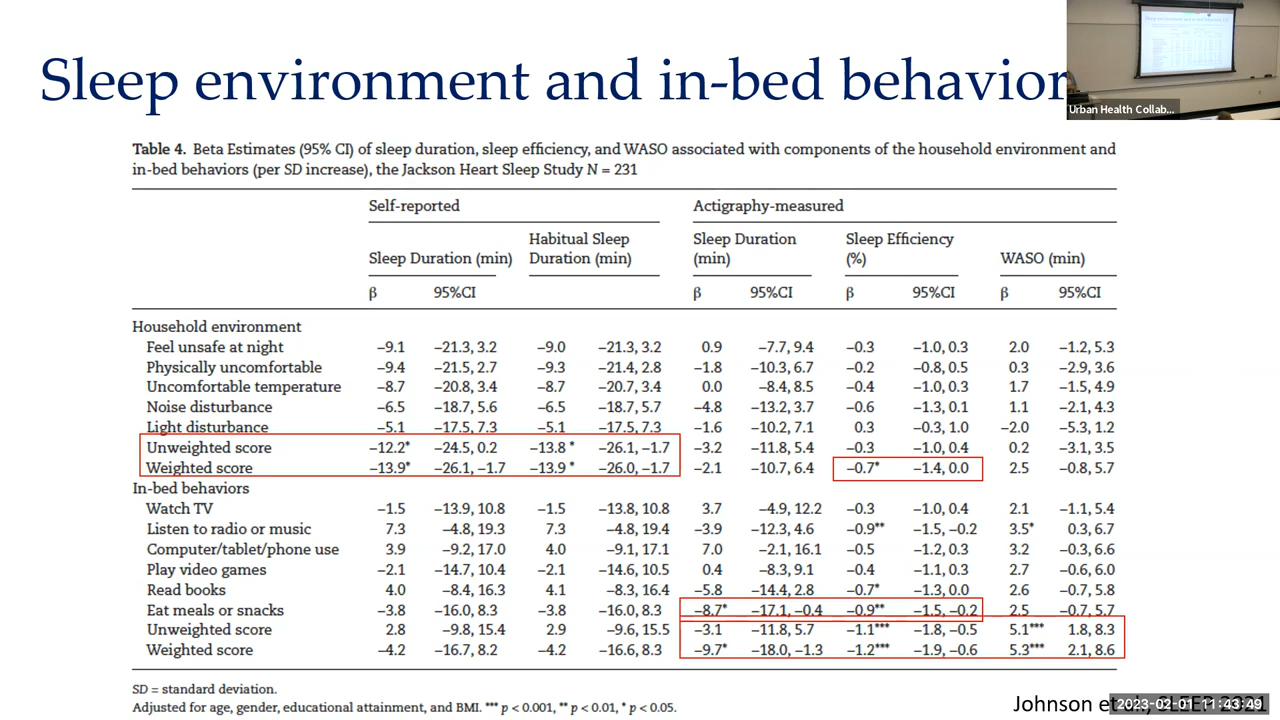 Sleep environment and in-bed behavior
Urban Health Collab...
Table 4. Beta Estimates (95% CI) of sleep duration, sleep efficiency, and WASO associated with components of the household environment and
in-bed behaviors (per SD increase), the Jackson Heart Sleep Study N = 231
Self-reported Actigraphy-measured
Sleep Duration (min) Habitual Sleep Duration (min) Sleep Duration (min) Sleep Efficiency (%) WASO (min)
β 95%CI 95%CI β 95%CI β 95%CI β 95%CI
Household environment
Feel unsafe at night −9.1 −21.3, 3.2 −9.0 −21.3, 3.2 0.9 −7.7, 9.4 −0.3 −1.0, 0.3 2.0 −1.2, 5.3
Physically uncomfortable −9.4 −21.5, 2.7 −9.3 −21.4, 2.8 −1.8 −10.3, 6.7 −0.2 −0.8, 0.5 0.3 −2.9, 3.6
Uncomfortable temperature −8.7 −20.8, 3.4 −8.7 −20.7, 3.4 0.0 −8.4, 8.5 −0.4 −1.0, 0.3 1.7 −1.5, 4.9
Noise disturbance −6.5 −18.7, 5.6 −6.5 −18.7, 5.7 −4.8 −13.2, 3.7 −0.6 −1.3, 0.1 1.1 −2.1, 4.3
Light disturbance −5.1 −17.5, 7.3 −5.1 −17.5, 7.3 −1.6 −10.2, 7.1 0.3 −0.3, 1.0 −2.0 −5.3, 1.2
Unweighted score −12.2* −24.5, 0.2 −13.8 * −26.1, −1.7 −3.2 −11.8, 5.4 −0.3 −1.0, 0.4 0.2 −3.1, 3.5
Weighted score −13.9* −26.1, −1.7 −13.9 * −26.0, −1.7 −2.1 −10.7, 6.4 −0.7* −1.4, 0.0 2.5 −0.8, 5.7
In-bed behaviors
Watch TV −1.5 −13.9, 10.8 −1.5 −13.8, 10.8 3.7 −4.9, 12.2 −0.3 −1.0, 0.4 2.1 −1.1, 5.4
Listen to radio or music 7.3 −4.8, 19.3 7.3 −4.8, 19.4 −3.9 −12.3, 4.6 −0.9** −1.5, −0.2 3.5* 0.3, 6.7
Computer/tablet/phone use 3.9 −9.2, 17.0 4.0 −9.1, 17.1 7.0 −2.1, 16.1 −0.5 −1.2, 0.3 3.2 −0.3, 6.6
Play video games −2.1 −14.7, 10.4 −2.1 −14.6, 10.5 0.4 −8.3, 9.1 −0.4 −1.1, 0.3 2.7 −0.6, 6.0
Read books 4.0 −8.4, 16.3 4.1 −8.3, 16.4 −5.8 −14.4, 2.8 −0.7* −1.3, 0.0 2.6 −0.7, 5.8
Eat meals or snacks −3.8 −16.0, 8.3 −3.8 −16.0, 8.3 −8.7* −17.1, −0.4 −0.9** −1.5, −0.2 2.5 −0.7, 5.7
Unweighted score 2.8 −9.8, 15.4 2.9 −9.6, 15.5 −3.1 −11.8, 5.7 −1.1*** −1.8, −0.5 5.1*** 1.8, 8.3
Weighted score −4.2 −16.7, 8.2 −4.2 −16.6, 8.3 −9.7* −18.0, −1.3 −1.2*** −1.9, −0.6 5.3*** 2.1, 8.6
SD = standard deviation.
Adjusted for age, gender, educational attainment, and BMI. *** p < 0.001, ** p < 0.01, * p < 0.05.
Johnson et
2023-02-01 11:43:49